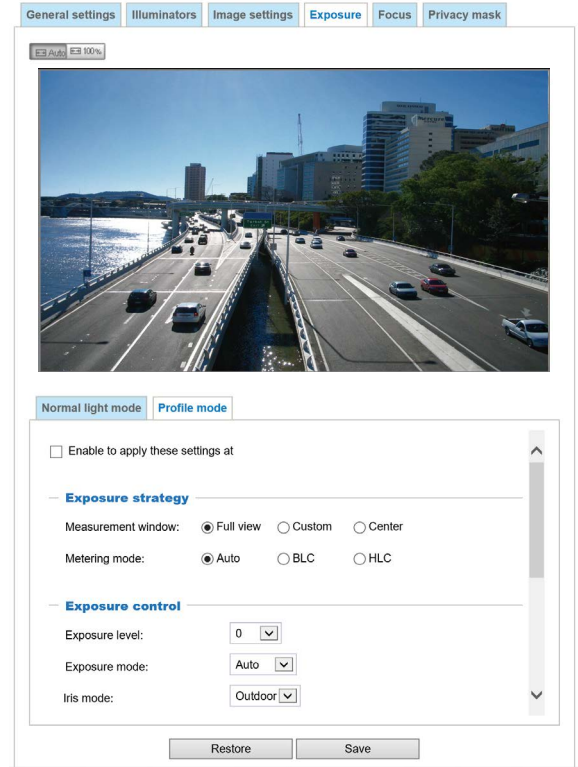 General settings Illuminators Image settings Exposure Focus Privacy mask
Auto 100%
Normal light mode Profile mode
Enable to apply these settings at
Exposure strategy
Measurement window: Full view Custom Center
Metering mode: Auto BLC HLC
Exposure control
Exposure level: 0
Exposure mode: Auto
Iris mode: Outdoor
Restore Save